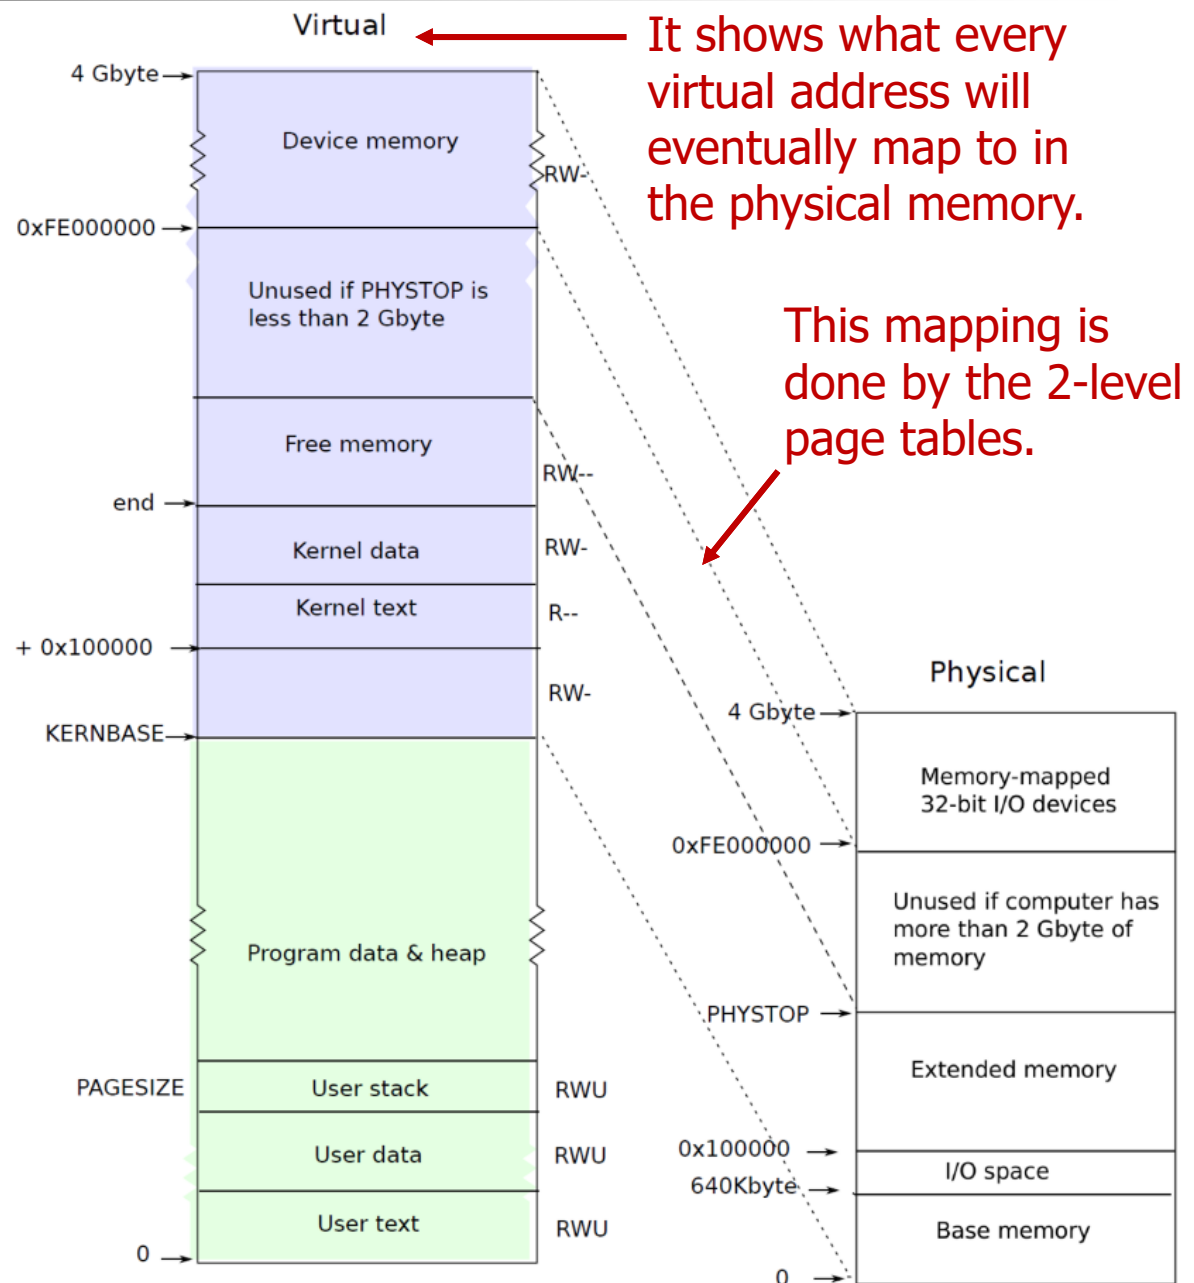 Virtual
It shows what every
virtual address will
eventually map to in
the physical memory.
4 Gbyte
Device memory
RW-
0xFE000000
Unused if PHYSTOP is
less than 2 Gbyte
This mapping is
done by the 2-level
page tables.
Free memory
RW--
end
Kernel data
RW-
Kernel text
R--
+ 0x100000
RW-
KERNBASE
Program data & heap
PAGESIZE
User stack
RWU
User data
RWU
User text
RWU
0
Physical
4 Gbyte
Memory-mapped
32-bit I/O devices
0xFE000000
Unused if computer has
more than 2 Gbyte of
memory
PHYSTOP
Extended memory
0x100000
I/O space
640Kbyte
Base memory
0